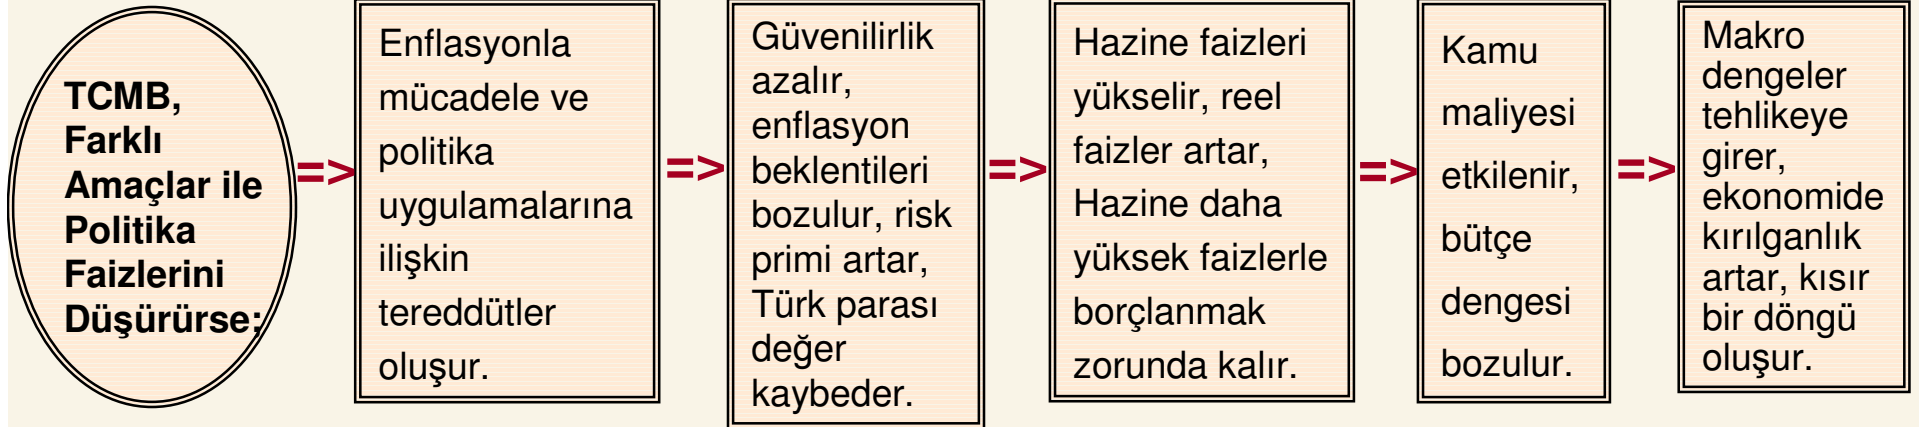 TCMB,
Farklı
Amaçlar ile
Politika
Faizlerini
Düşürürse;
=>
Enflasyonla
mücadele ve
politika
uygulamalarına
ilişkin
tereddütler
oluşur.
=>
Güvenilirlik
azalır,
enflasyon
beklentileri
bozulur, risk
primi artar,
Türk parası
değer
kaybeder.
=>
Hazine faizleri
yükselir, reel
faizler artar,
Hazine daha
yüksek faizlerle
borçlanmak
zorunda kalır.
=>
Kamu
maliyesi
etkilenir,
bütçe
dengesi
bozulur.
=>
Makro
dengeler
tehlikeye
girer,
ekonomide
kırılganlık
artar, kısır
bir döngü
oluşur.